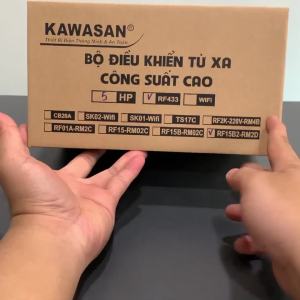 KAWASAN®
Thiết Bị Điện Thông Minh & An Toàn
BỘ ĐIỀU KHIỂN TỪ XA
CÔNG SUẤT CAO
5 HP V RF433 WIFI
CB20A SK02-Wifi SK01-Wifi TS17C RF2K-220V-RM4B
RF01A-RM2C RF15-RM02C RF15B-RM02C V RF15B2-RM2D